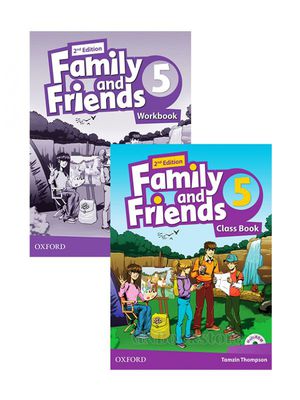 2nd Edition
Family
and
Friends
5
Workbook
OXFORD
2nd Edition
Family
and
Friends
5
Class Book
OXFORD
Tamzin Thompson